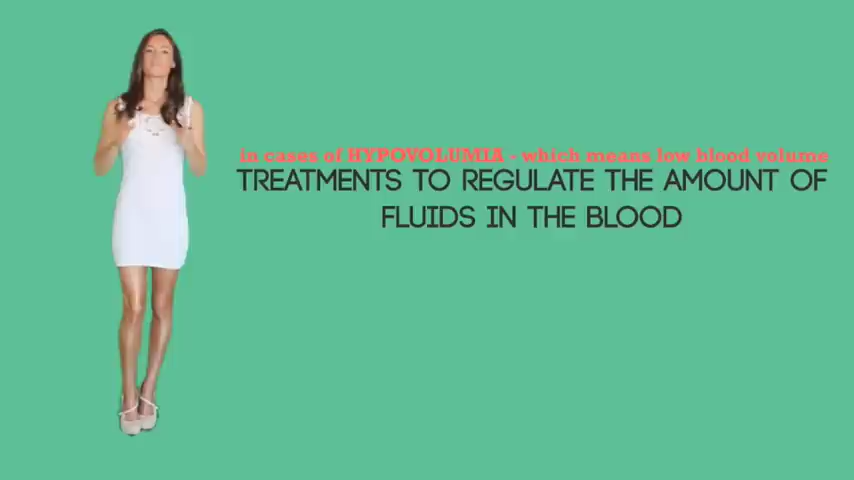 in cases of HYPOVOLUMIA - which means low blood volume
TREATMENTS TO REGULATE THE AMOUNT OF
FLUIDS IN THE BLOOD